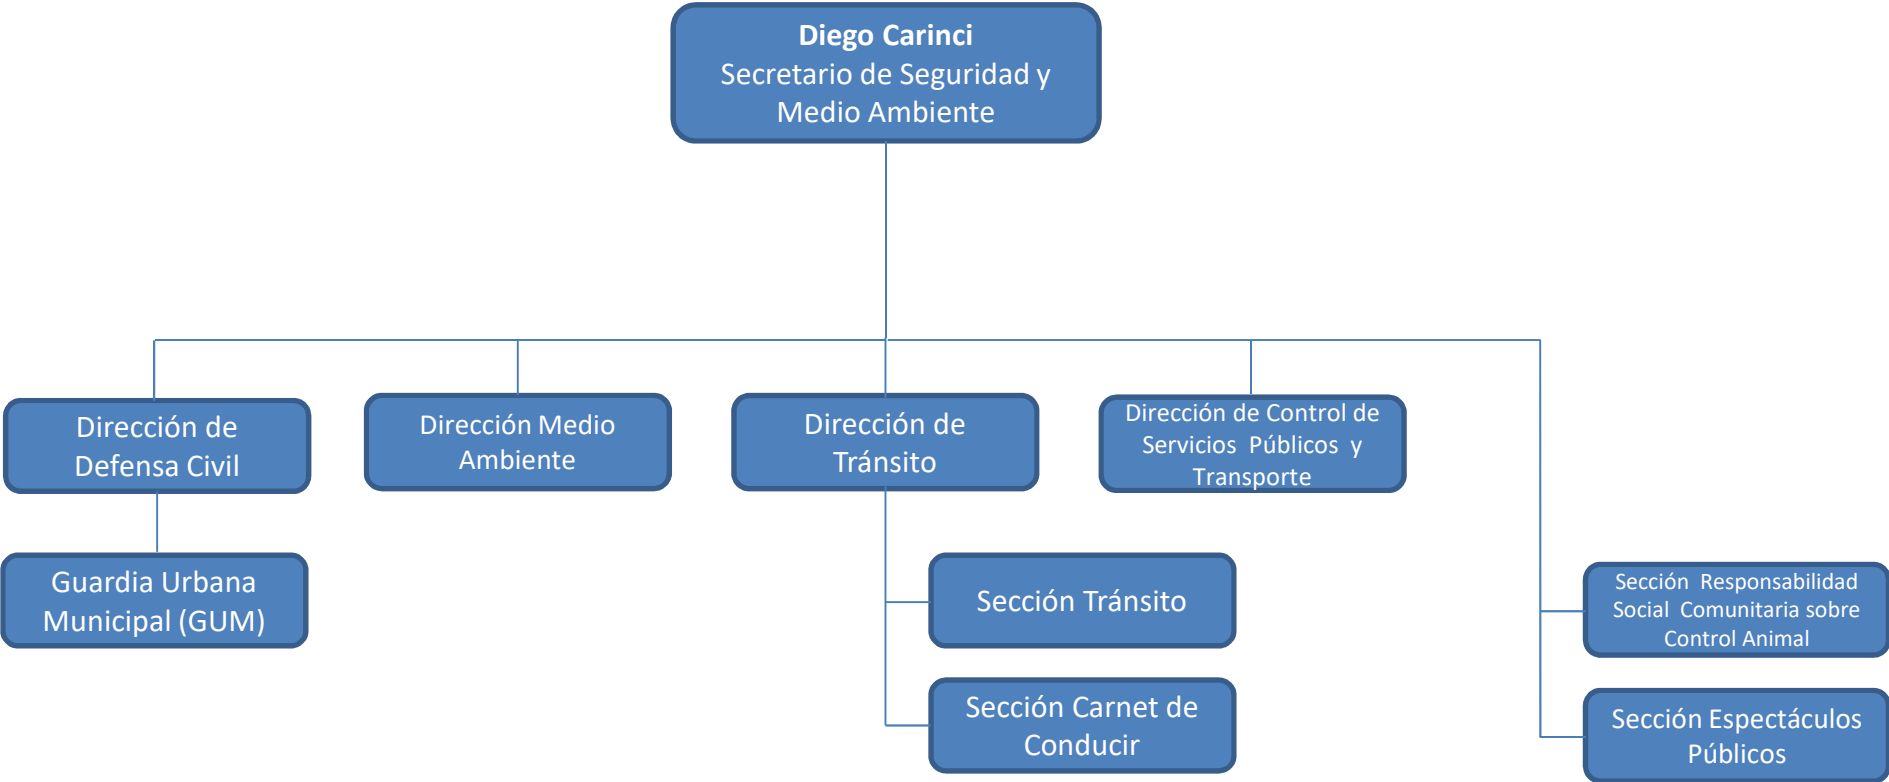 Diego Carinci
Secretario de Seguridad y
Medio Ambiente
Dirección de
Defensa Civil
Dirección Medio
Ambiente
Dirección de
Tránsito
Dirección de Control de
Servicios Públicos y
Transporte
Guardia Urbana
Municipal (GUM)
Sección Tránsito
Sección Responsabilidad
Social Comunitaria sobre
Control Animal
Sección Carnet de
Conducir
Sección Espectáculos
Públicos